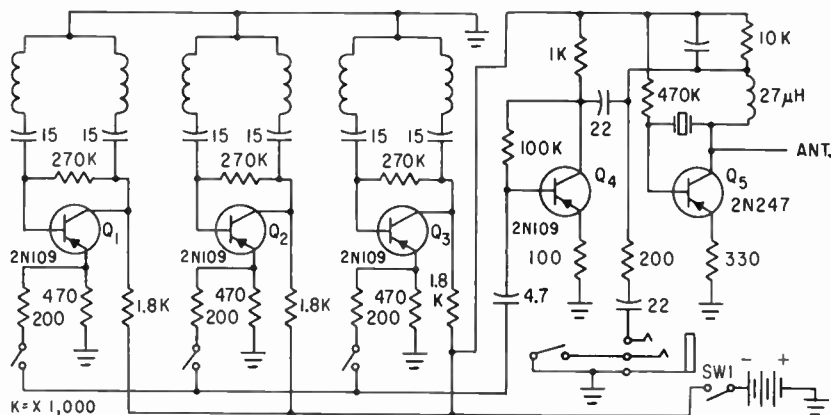 1K
10K
15 15
15 15
15 15
22
470K
27µH
270K
270K
270K
100K
ANT.
Q1
Q2
Q3
Q4
Q5
2N109
2N109
2N109
2N109
2N247
470
200
1.8K
470
200
1.8K
470
200
1.8
K
4.7
100
200
330
22
SW1
- +
K=X 1,000